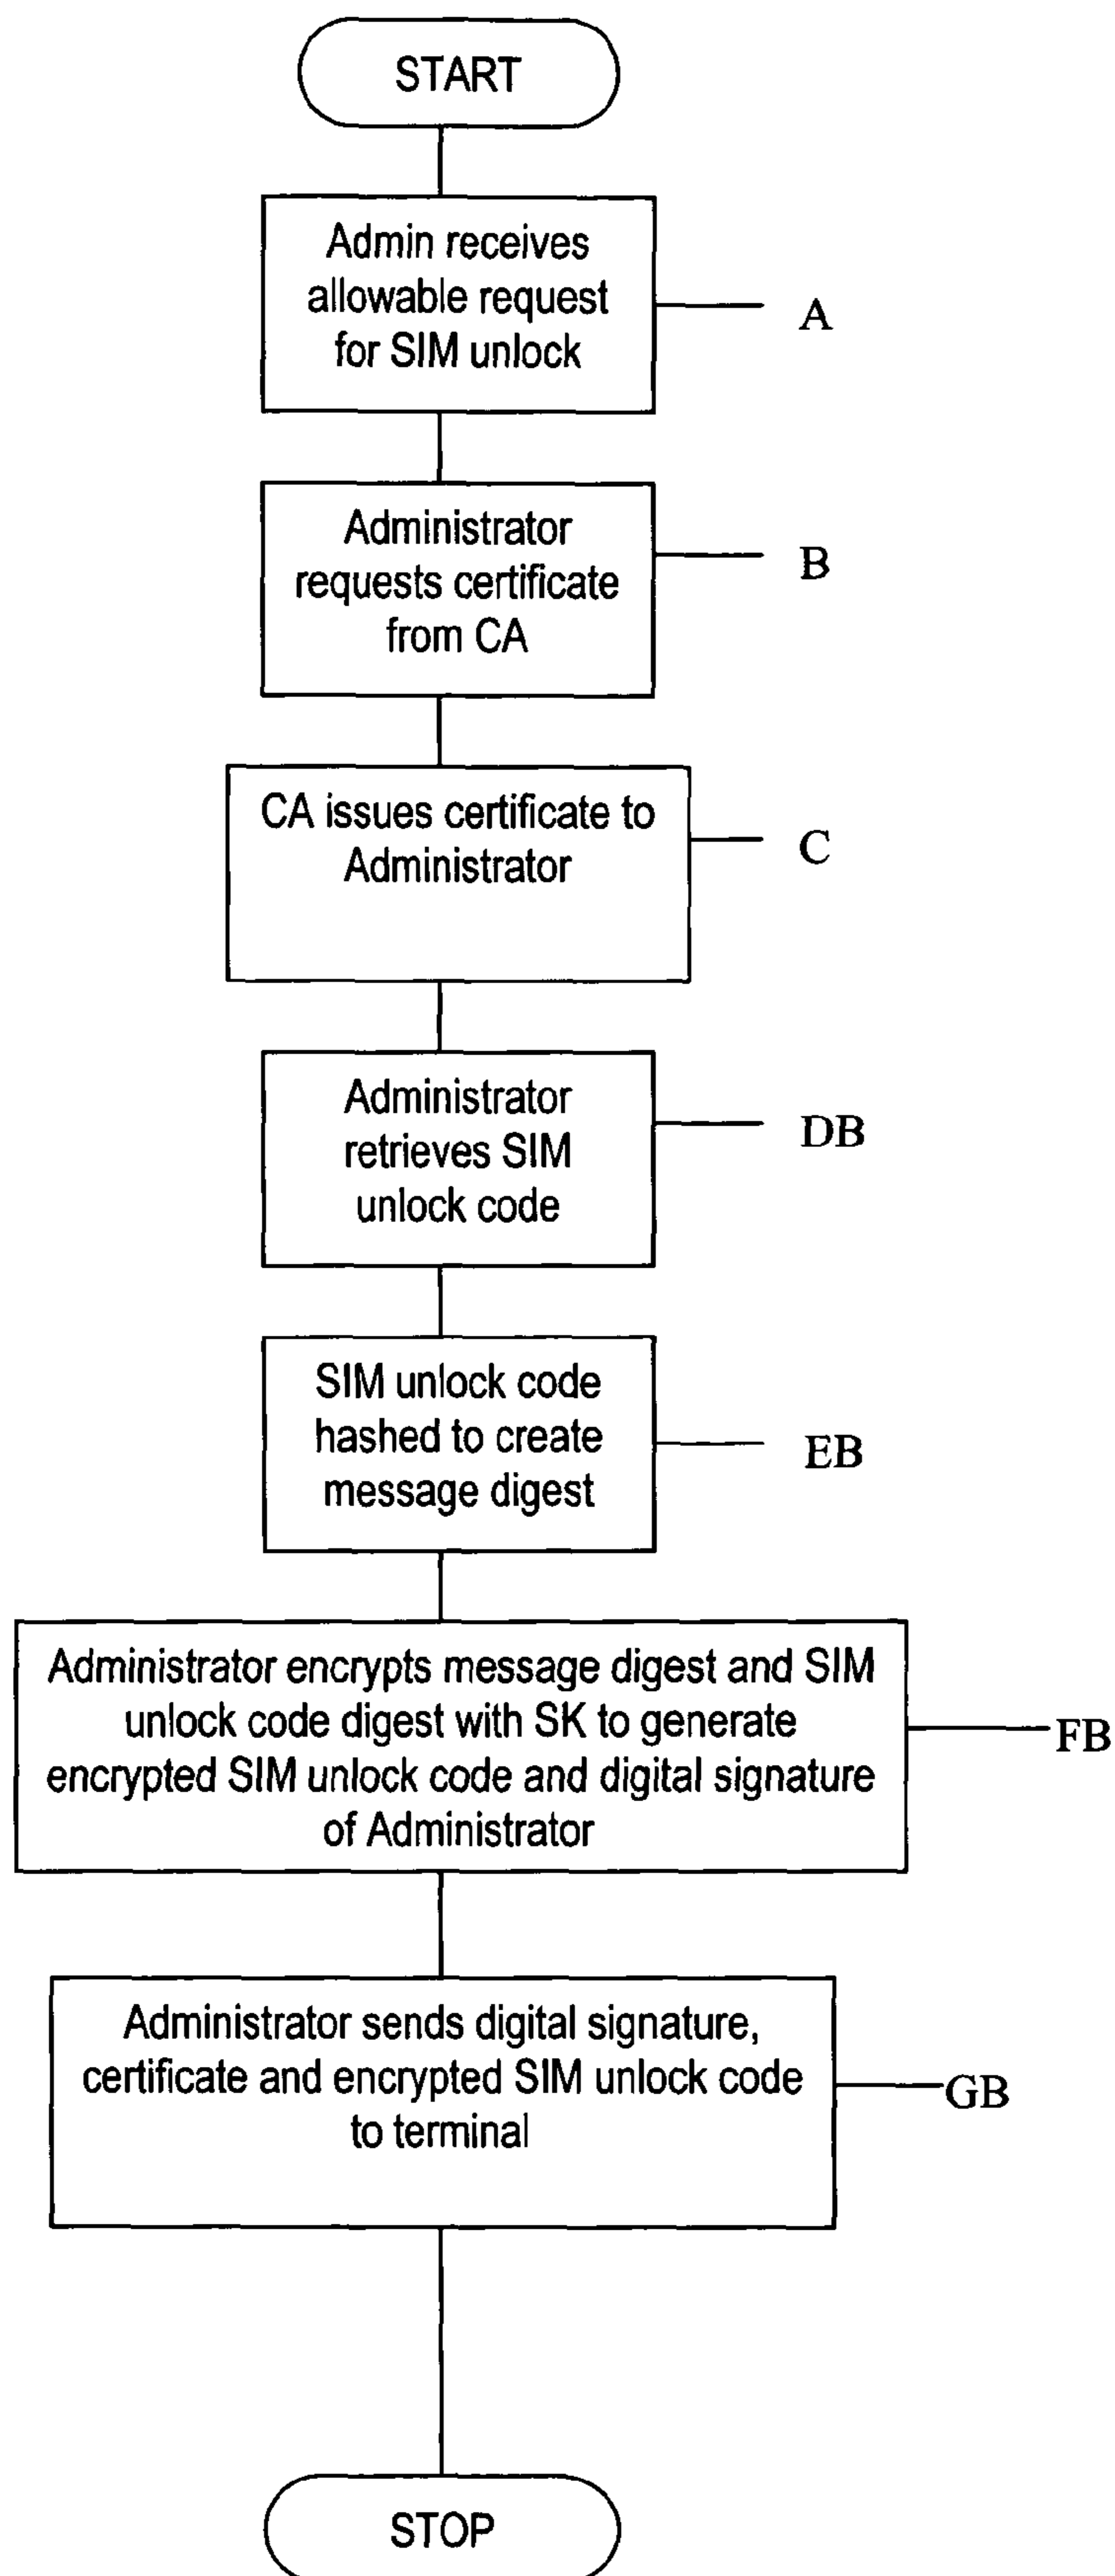 START
Admin receives
allowable request
for SIM unlock
A
Administrator
requests certificate
from CA
B
CA issues certificate to
Administrator
C
Administrator
retrieves SIM
unlock code
DB
SIM unlock code
hashed to create
message digest
EB
Administrator encrypts message digest and SIM
unlock code digest with SK to generate
encrypted SIM unlock code and digital signature
of Administrator
FB
Administrator sends digital signature,
certificate and encrypted SIM unlock code
to terminal
GB
STOP